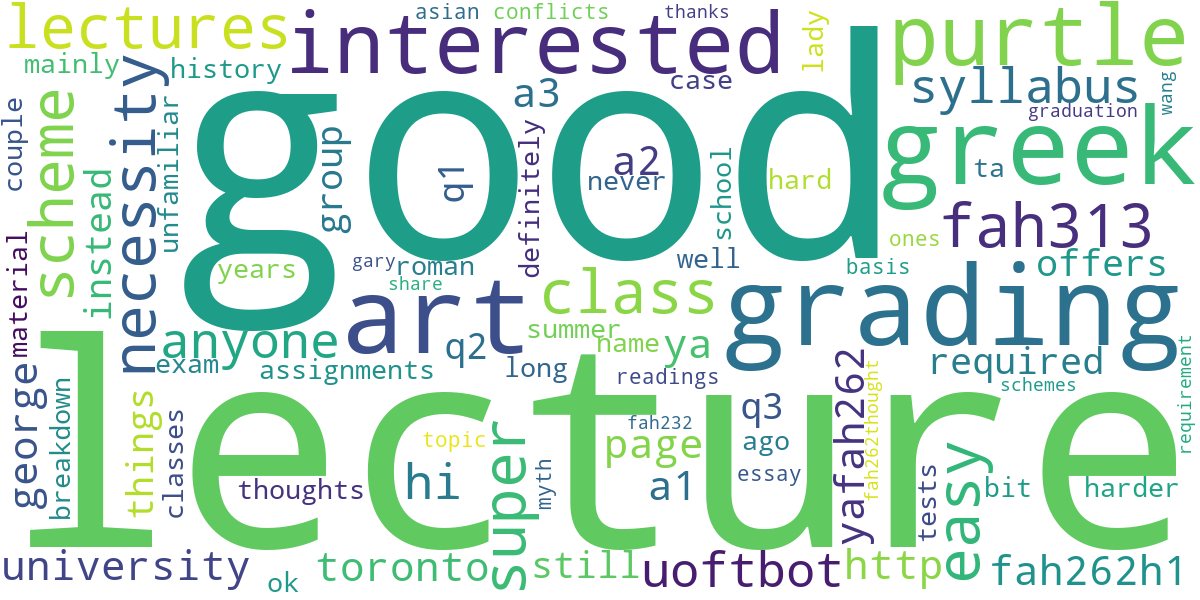 lectures
asian
conflicts
thanks
interested
purtle
mainly
history
lady
case
syllabus
wang
graduation
couple
necessity
good
scheme
a3
greek
unfamiliar
instead
group
q1
definitely
a2
never
school
hard
ta
fah313
ones
years
gary
roman
well
basis
offers
share
material
art
class
grading
anyone
summer
name
ya
q2
required
exam
assignments
long
readings
schemes
requirement
george
breakdown
things
classes
lecture
yafah262
fah262thought
q3
fah232
topic
page
ago
super
easy
thoughts
hi
myth
a1
essay
tests
bit
harder
university
ok
toronto
still
uoftbot
http
fah262h1